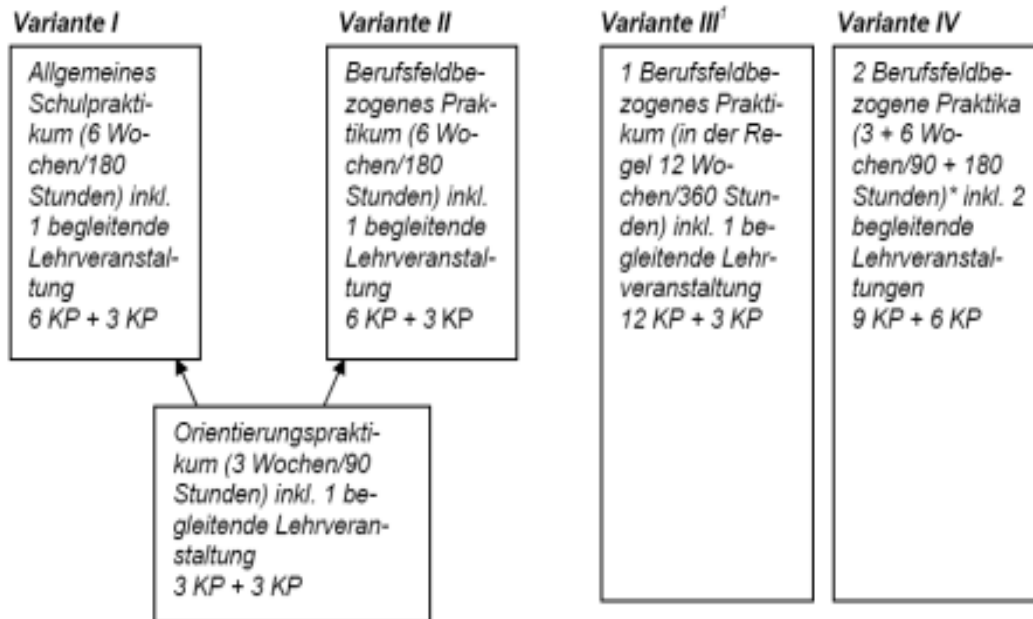 Variante I
Allgemeines
Schulprakti-
kum (6 Wo-
chen/180
Stunden) inkl.
1 begleitende
Lehrveranstal-
tung
6 KP + 3 KP
Variante II
Berufsfeldbe-
zogenes Prak-
tikum (6 Wo-
chen/180
Stunden) inkl.
1 begleitende
Lehrveranstal-
tung
6 KP + 3 KP
Orientierungsprakti-
kum (3 Wochen/90
Stunden) inkl. 1 be-
gleitende Lehrveran-
staltung
3 KP + 3 KP
Variante III¹
1 Berufsfeldbe-
zogenes Prakti-
kum (in der Re-
gel 12 Wo-
chen/360 Stun-
den) inkl. 1 be-
gleitende Lehr-
veranstaltung
12 KP + 3 KP
Variante IV
2 Berufsfeldbe-
zogene Praktika
(3 + 6 Wo-
chen/90 + 180
Stunden)* inkl. 2
begleitende
Lehrveranstal-
tungen
9 KP + 6 KP